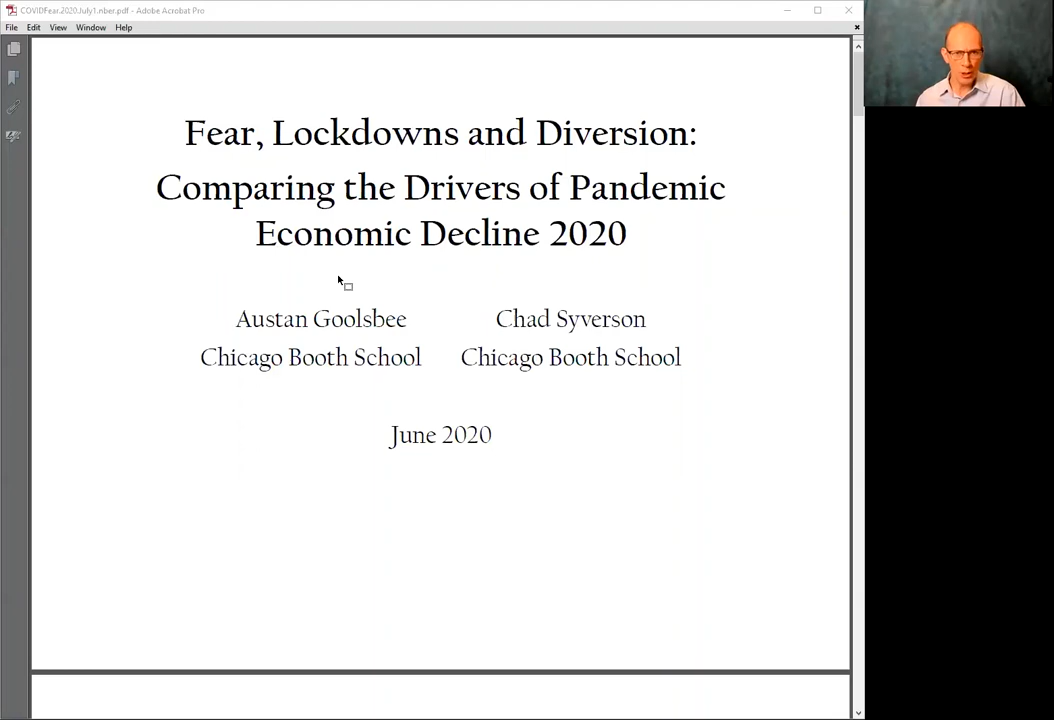 COVIDFear.2020.July1.nber.pdf - Adobe Acrobat Pro
File Edit View Window Help
Fear, Lockdowns and Diversion:
Comparing the Drivers of Pandemic
Economic Decline 2020
Austan Goolsbee Chad Syverson
Chicago Booth School Chicago Booth School
June 2020